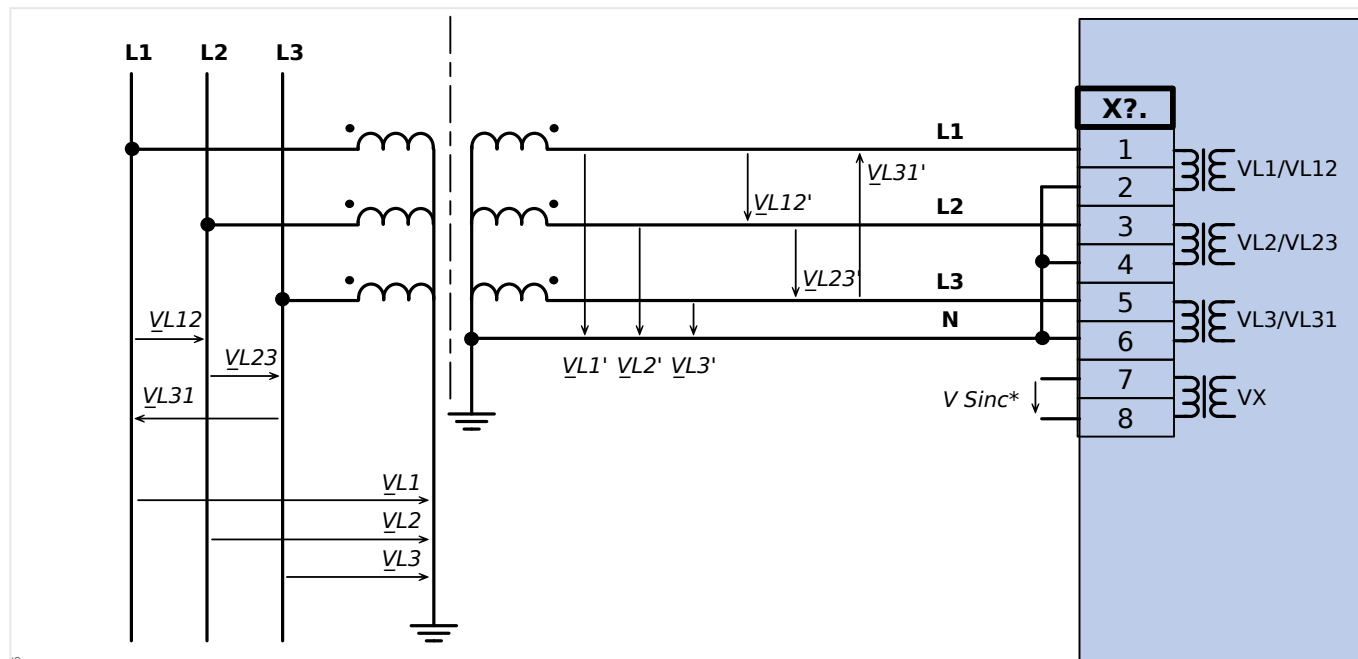 L1 L2 L3
X?.
L1
1
VL1/VL12
VL31'
2
VL12'
L2
3
VL2/VL23
4
VL23'
L3
5
VL12
N
VL3/VL31
6
VL23
VL1' VL2' VL3'
7
VL31
V Sinc*
VX
8
VL1
VL2
VL3